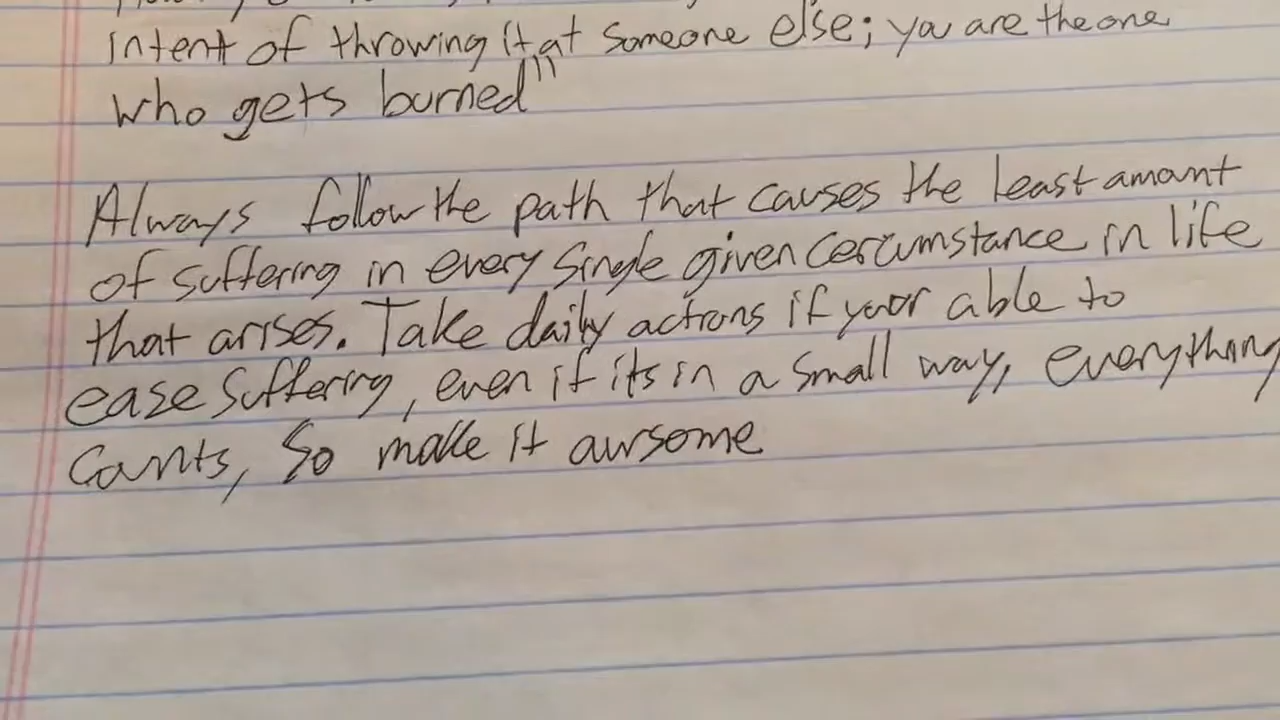 intent of throwing it at someone else; you are the one
who gets burned"
Always follow the path that causes the least amant
of suffering in every single given cercumstance in life
that arises. Take daily actions if your able to
ease suffering, even if its in a small way, everything
Counts, So make it awsome